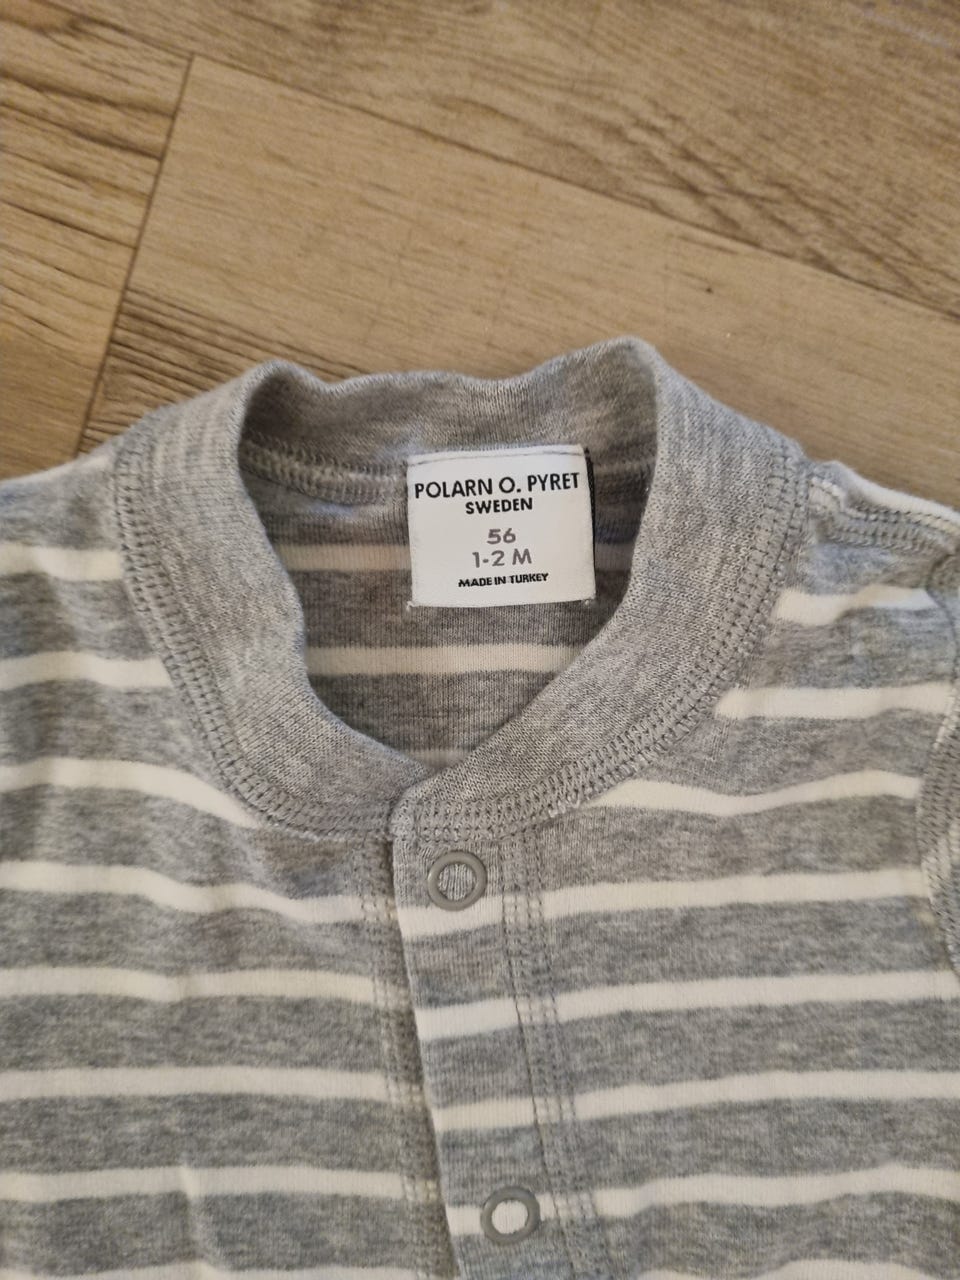 POLARN O. PYRET
SWEDEN
56
1-2 M
MADE IN TURKEY